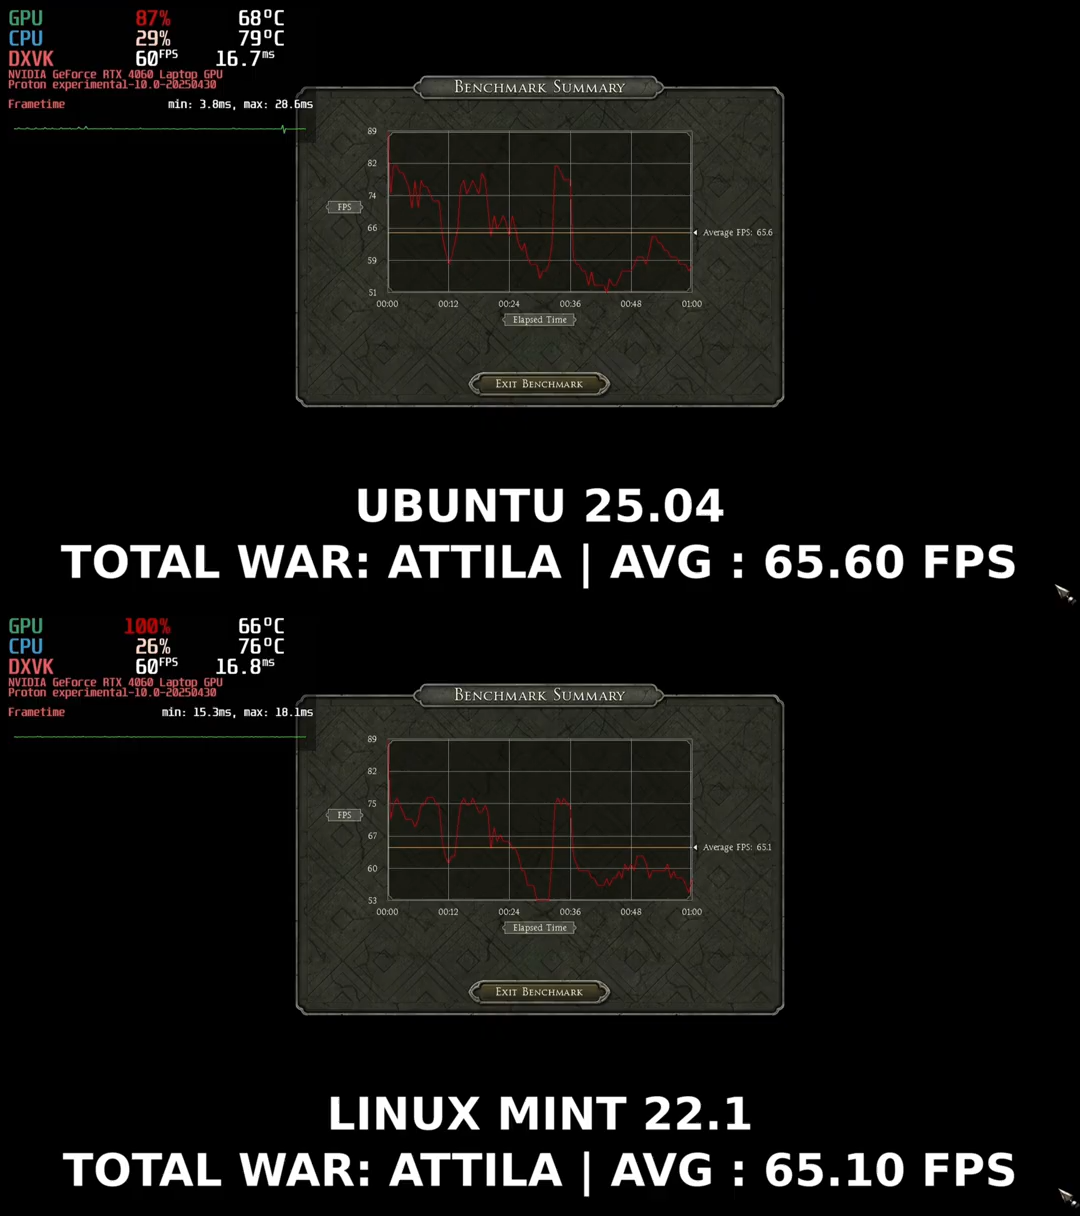 GPU 87% 68°C
CPU 29% 79°C
DXVK 60FPS 16.7ms
NVIDIA GeForce RTX 4060 Laptop GPU
Proton experimental-10.0-20250430
Frametime min: 3.8ms, max: 28.6ms
BENCHMARK SUMMARY
89
82
74
FPS
66
Average FPS: 65.6
59
51
00:00 00:12 00:24 00:36 00:48 01:00
Elapsed Time
EXIT BENCHMARK
UBUNTU 25.04
TOTAL WAR: ATTILA | AVG : 65.60 FPS
GPU 100% 66°C
CPU 26% 76°C
DXVK 60FPS 16.8ms
NVIDIA GeForce RTX 4060 Laptop GPU
Proton experimental-10.0-20250430
Frametime min: 15.3ms, max: 18.1ms
BENCHMARK SUMMARY
89
82
75
FPS
67
Average FPS: 65.1
60
53
00:00 00:12 00:24 00:36 00:48 01:00
Elapsed Time
EXIT BENCHMARK
LINUX MINT 22.1
TOTAL WAR: ATTILA | AVG : 65.10 FPS